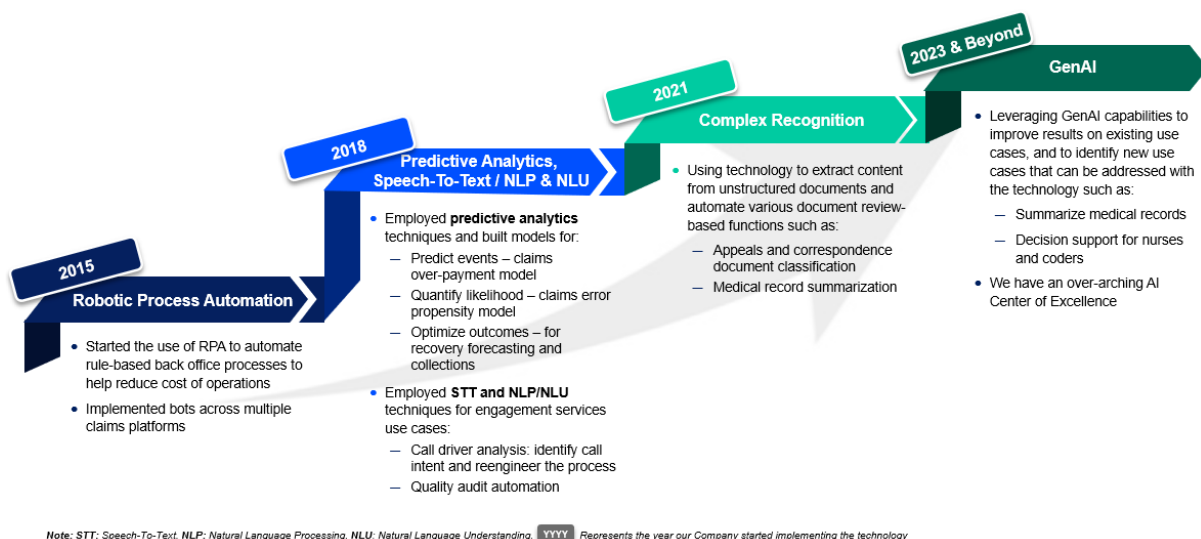 2015
Robotic Process Automation
• Started the use of RPA to automate
rule-based back office processes to
help reduce cost of operations
• Implemented bots across multiple
claims platforms
2018
Predictive Analytics,
Speech-To-Text / NLP & NLU
• Employed predictive analytics
techniques and built models for:
— Predict events – claims
over-payment model
— Quantify likelihood – claims error
propensity model
— Optimize outcomes – for
recovery forecasting and
collections
• Employed STT and NLP/NLU
techniques for engagement services
use cases:
— Call driver analysis: identify call
intent and reengineer the process
— Quality audit automation
2021
Complex Recognition
• Using technology to extract content
from unstructured documents and
automate various document review-
based functions such as:
— Appeals and correspondence
document classification
— Medical record summarization
2023 & Beyond
GenAI
• Leveraging GenAI capabilities to
improve results on existing use
cases, and to identify new use
cases that can be addressed with
the technology such as:
— Summarize medical records
— Decision support for nurses
and coders
• We have an over-arching AI
Center of Excellence
Note: STT: Speech-To-Text, NLP: Natural Language Processing, NLU: Natural Language Understanding, YYYY Represents the year our Company started implementing the technology